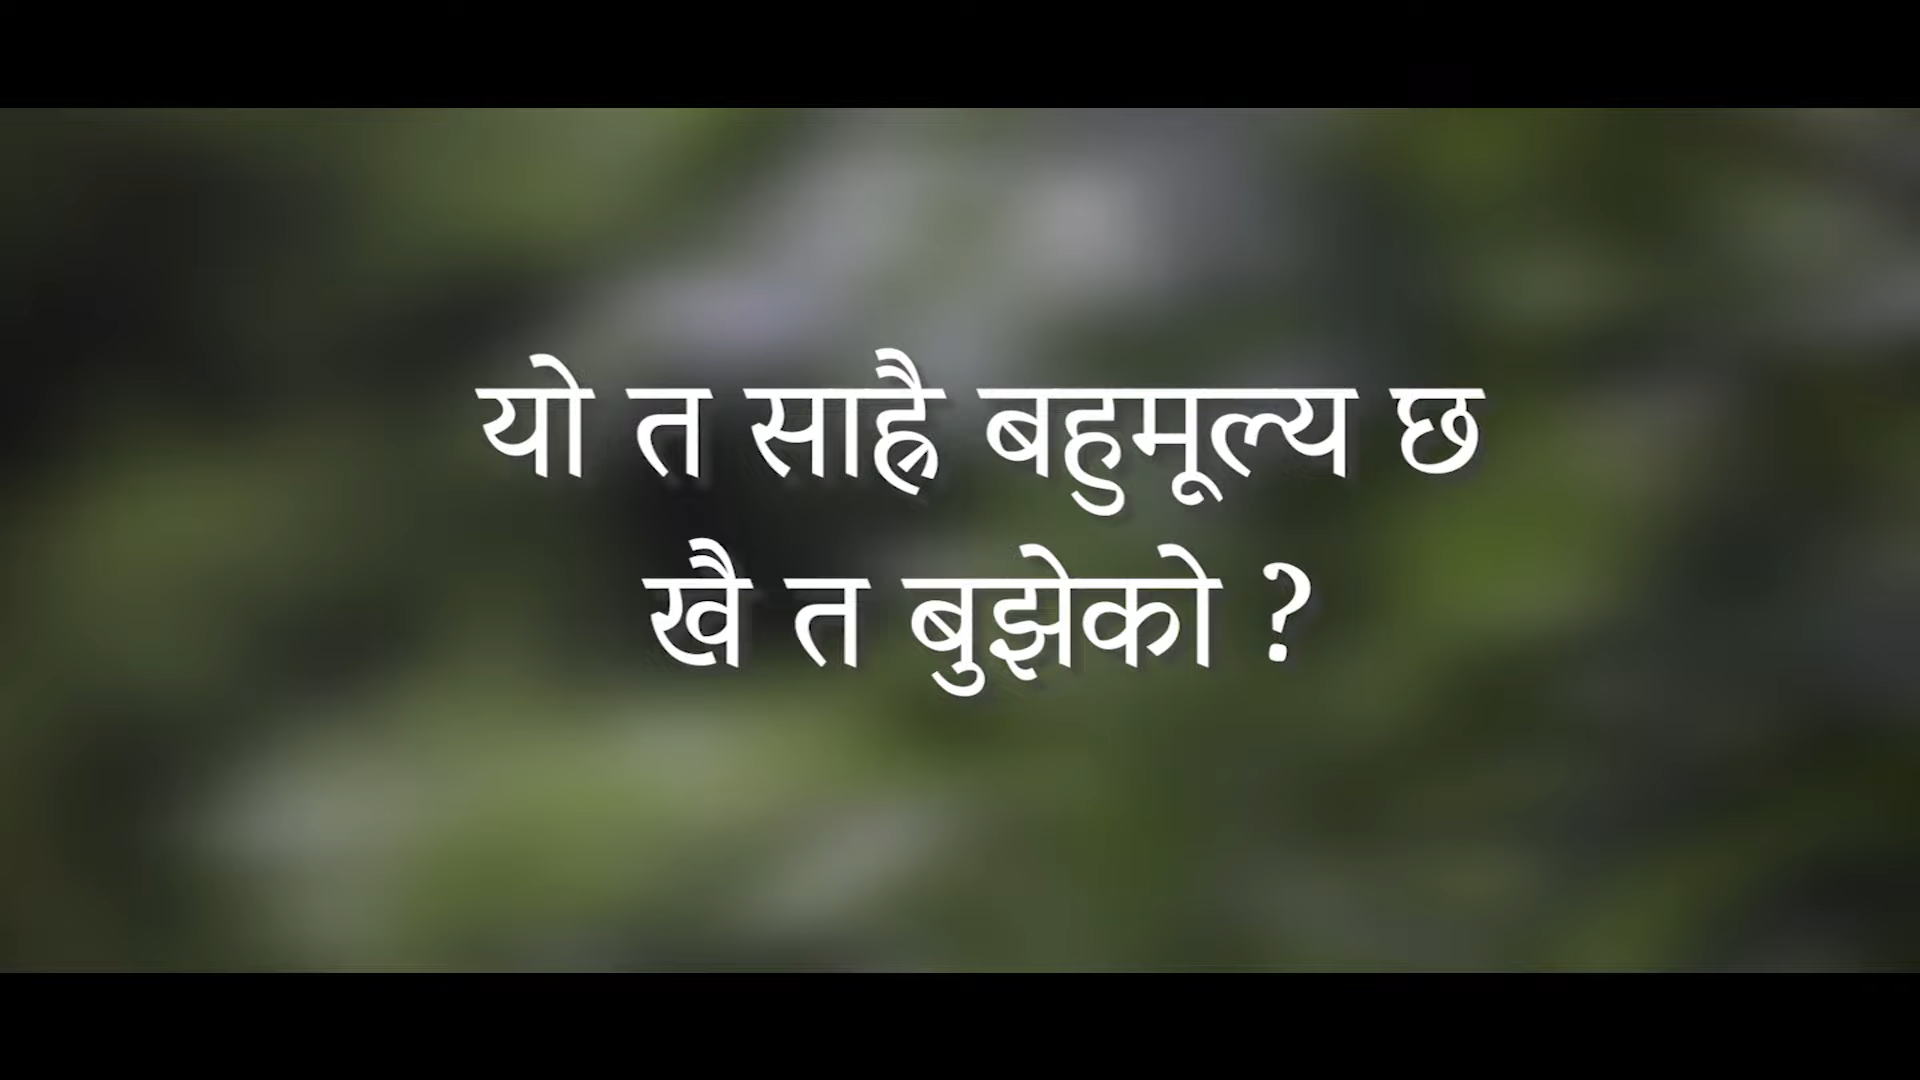 यो त साह्रै बहुमूल्य छ
खै त बुझेको ?